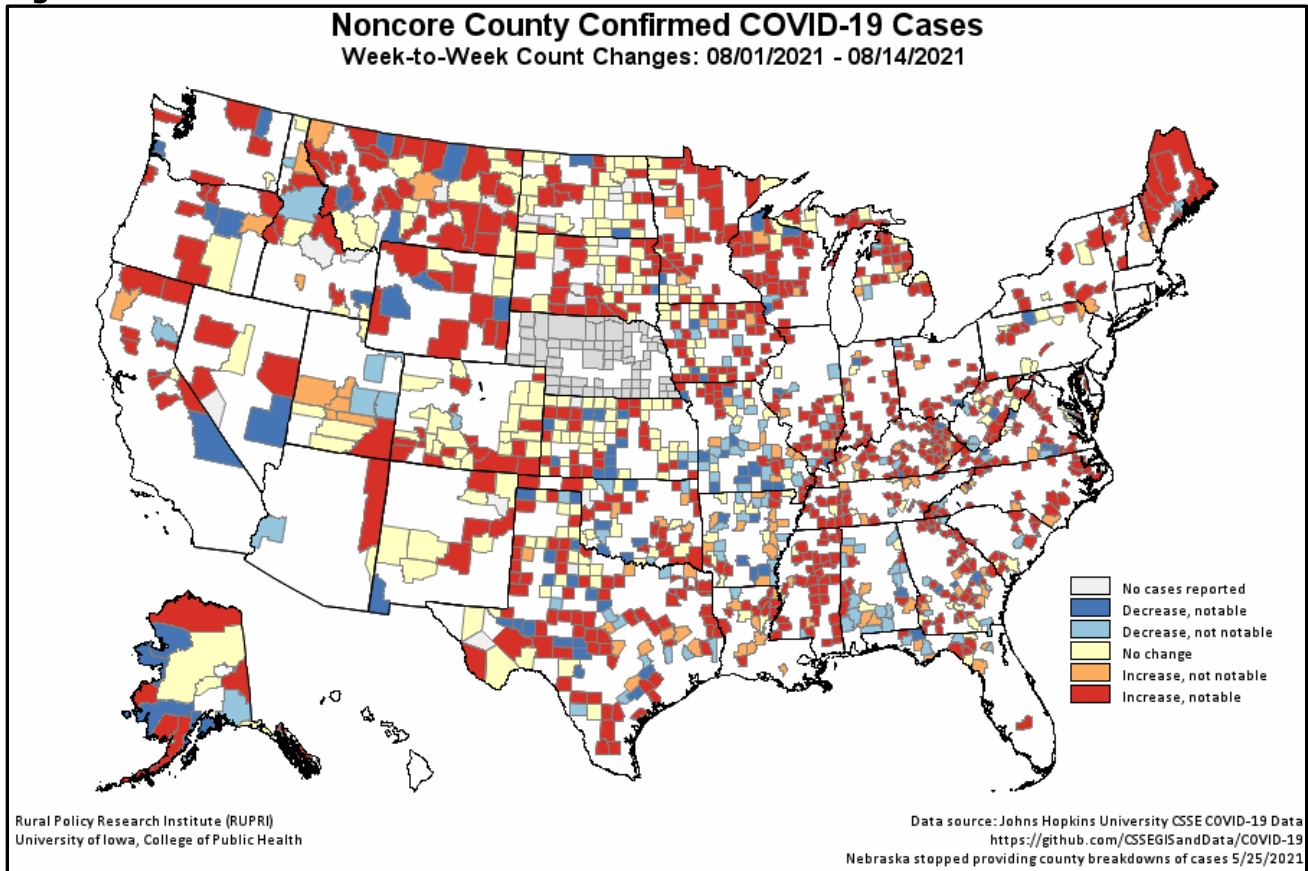 Noncore County Confirmed COVID-19 Cases
Week-to-Week Count Changes: 08/01/2021 - 08/14/2021
No cases reported
Decrease, notable
Decrease, not notable
No change
Increase, not notable
Increase, notable
Rural Policy Research Institute (RUPRI)
University of Iowa, College of Public Health
Data source: Johns Hopkins University CSSE COVID-19 Data
https://github.com/CSSEGISandData/COVID-19
Nebraska stopped providing county breakdowns of cases 5/25/2021